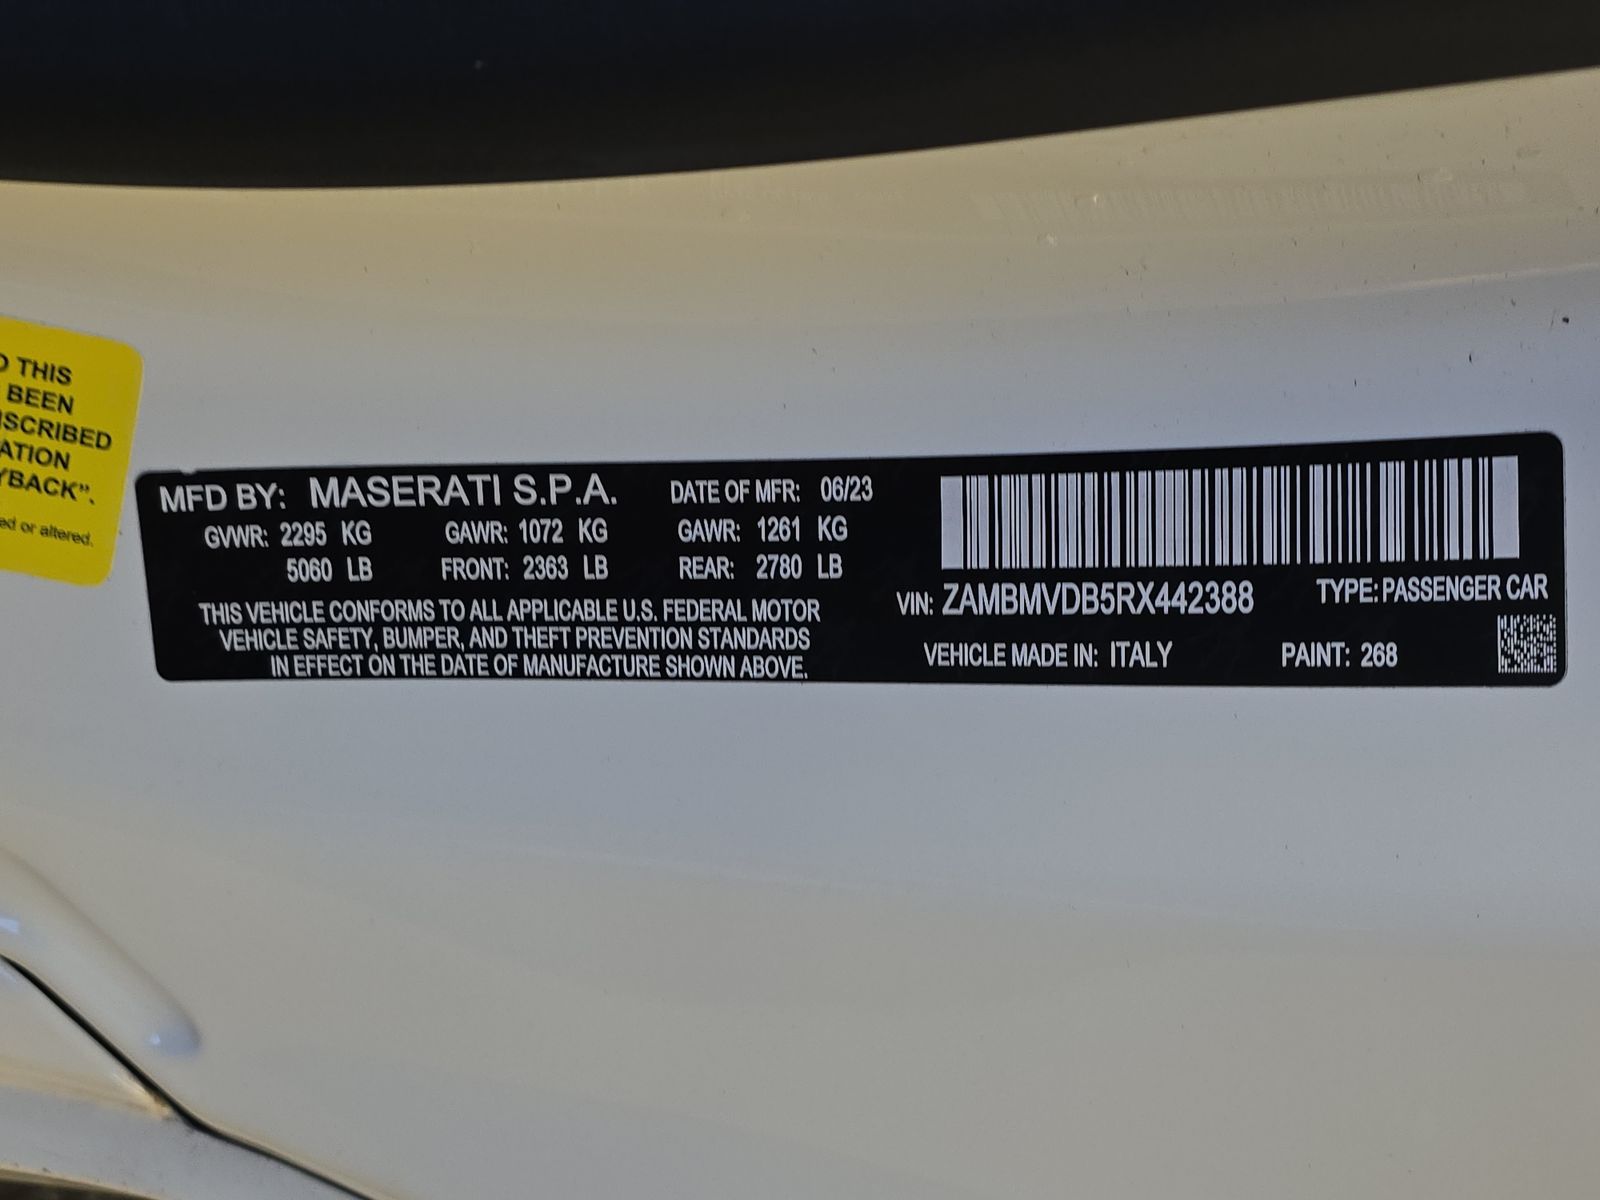 THIS
BEEN
"YBACK".
or altered.
MFD BY: MASERATI S.P.A. DATE OF MFR: 06/23
GVWR: 2295 KG GAWR: 1072 KG GAWR: 1261 KG
5060 LB FRONT: 2363 LB REAR: 2780 LB
THIS VEHICLE CONFORMS TO ALL APPLICABLE U.S. FEDERAL MOTOR
VEHICLE SAFETY, BUMPER, AND THEFT PREVENTION STANDARDS
IN EFFECT ON THE DATE OF MANUFACTURE SHOWN ABOVE.
VIN: ZAMBMVDB5RX442388 TYPE: PASSENGER CAR
VEHICLE MADE IN: ITALY PAINT: 268